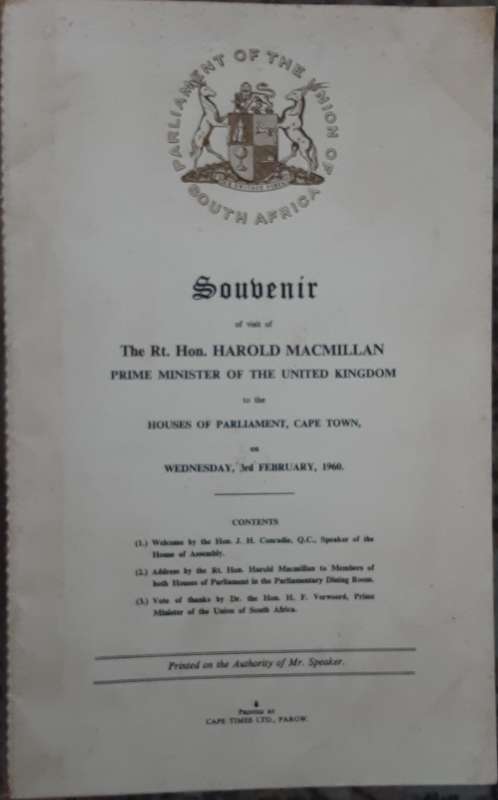 PARLIAMENT OF THE UNION OF
SOUTH AFRICA
Souvenir
of visit of
The Rt. Hon. HAROLD MACMILLAN
PRIME MINISTER OF THE UNITED KINGDOM
to the
HOUSES OF PARLIAMENT, CAPE TOWN,
on
WEDNESDAY, 3rd FEBRUARY, 1960.
CONTENTS
(1.) Welcome by the Hon. J. H. Conradie, Q.C., Speaker of the
House of Assembly.
(2.) Address by the Rt. Hon. Harold Macmillan to Members of
both Houses of Parliament in the Parliamentary Dining Room.
(3.) Vote of thanks by Dr. the Hon. H. F. Verwoerd, Prime
Minister of the Union of South Africa.
Printed on the Authority of Mr. Speaker.
PRINTED BY
CAPE TIMES LTD., PAROW.